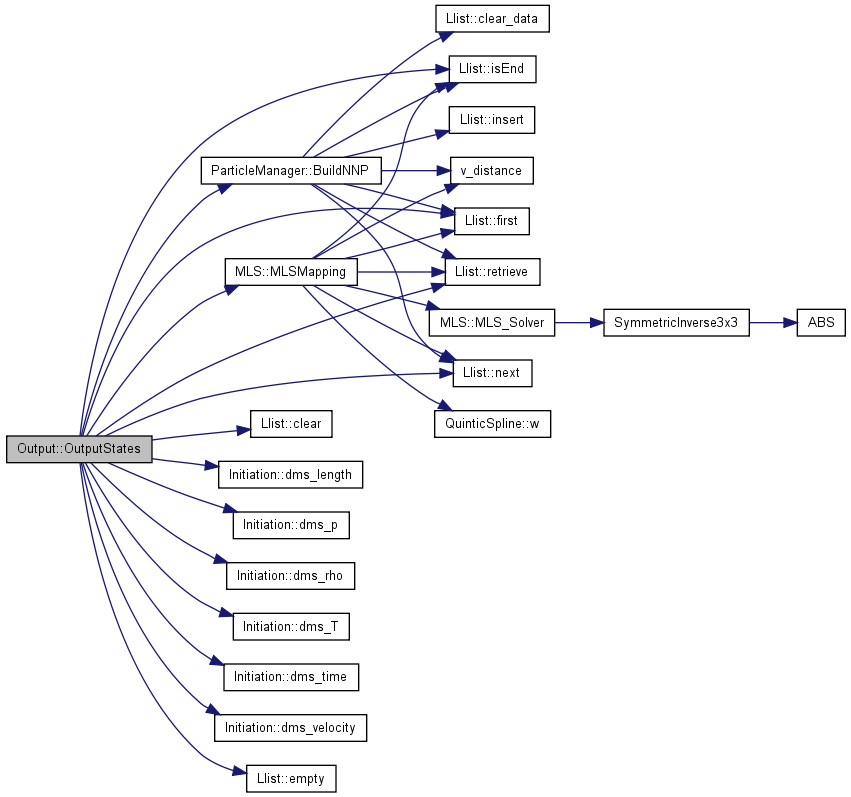 Llist::clear_data
Llist::isEnd
Llist::insert
ParticleManager::BuildNNP
v_distance
Llist::first
MLS::MLSMapping
Llist::retrieve
MLS::MLS_Solver
SymmetricInverse3x3
ABS
Llist::next
QuinticSpline::w
Llist::clear
Output::OutputStates
Initiation::dms_length
Initiation::dms_p
Initiation::dms_rho
Initiation::dms_T
Initiation::dms_time
Initiation::dms_velocity
Llist::empty